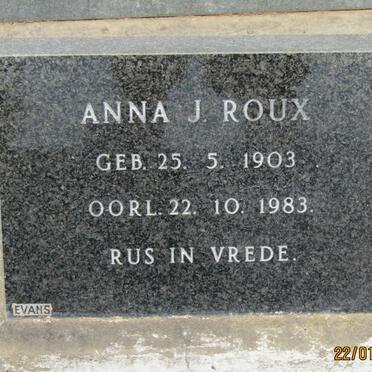 ANNA J. ROUX
GEB. 25. 5. 1903
OORL. 22. 10. 1983.
RUS IN VREDE.
EVANS
22/01